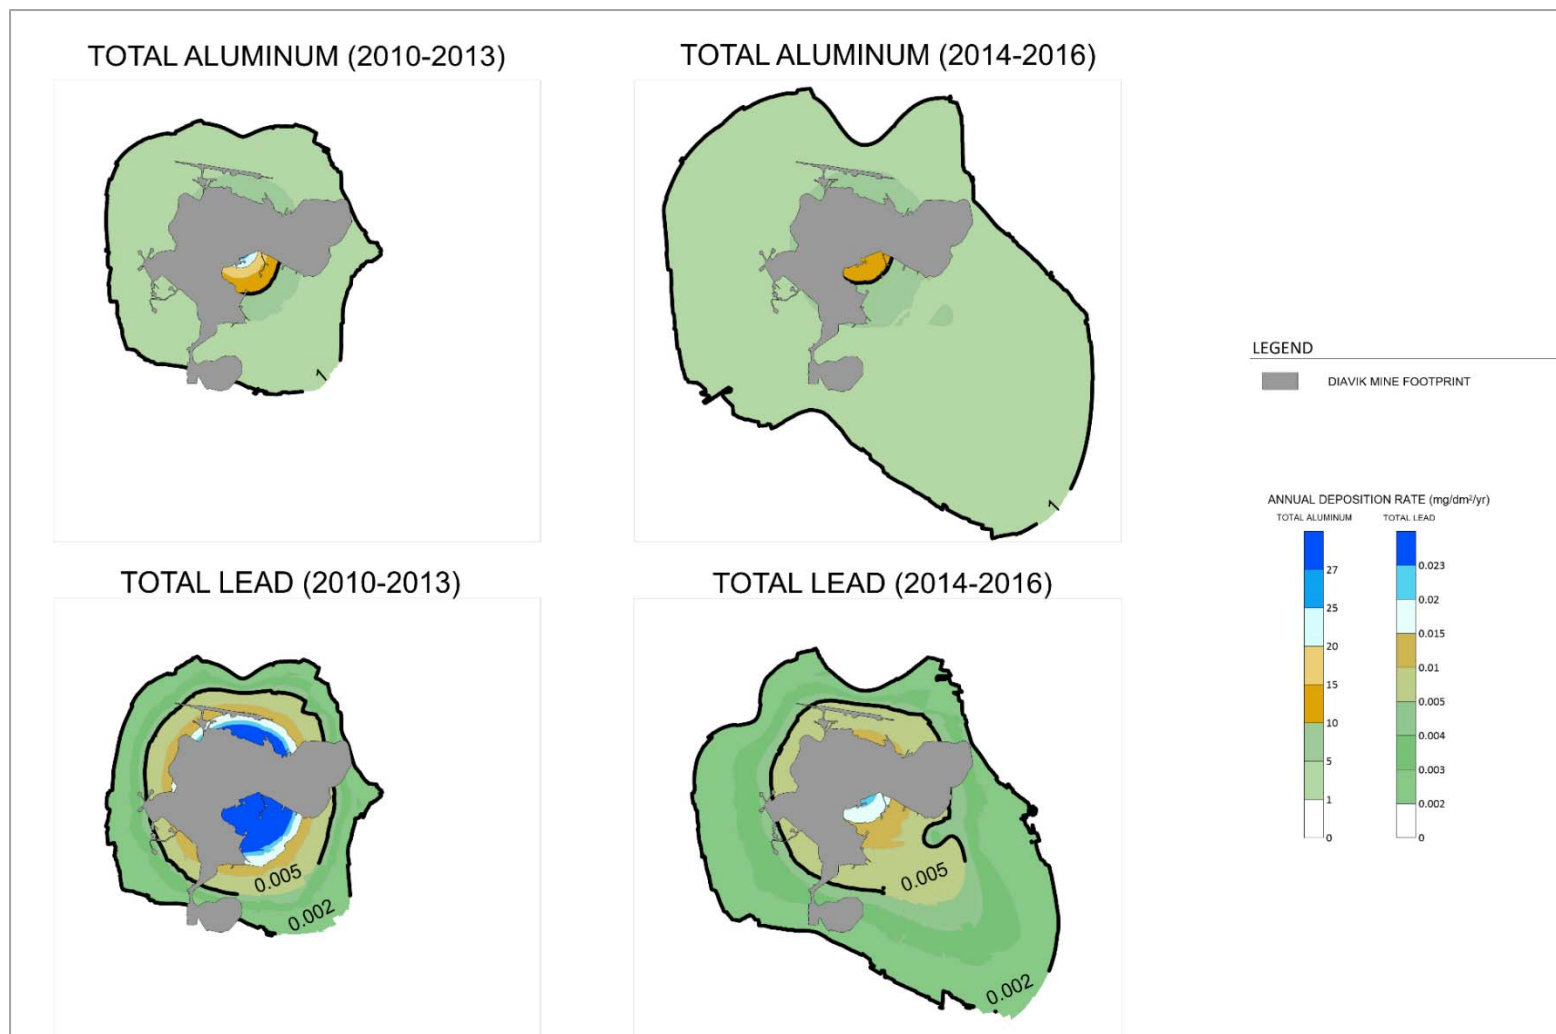 TOTAL ALUMINUM (2010-2013)
TOTAL ALUMINUM (2014-2016)
1
1
TOTAL LEAD (2010-2013)
TOTAL LEAD (2014-2016)
0.005
0.002
0.005
0.002
LEGEND
DIAVIK MINE FOOTPRINT
ANNUAL DEPOSITION RATE (mg/dm²/yr)
TOTAL ALUMINUM
TOTAL LEAD
27
25
20
15
10
5
1
0
0.023
0.02
0.015
0.01
0.005
0.004
0.003
0.002
0